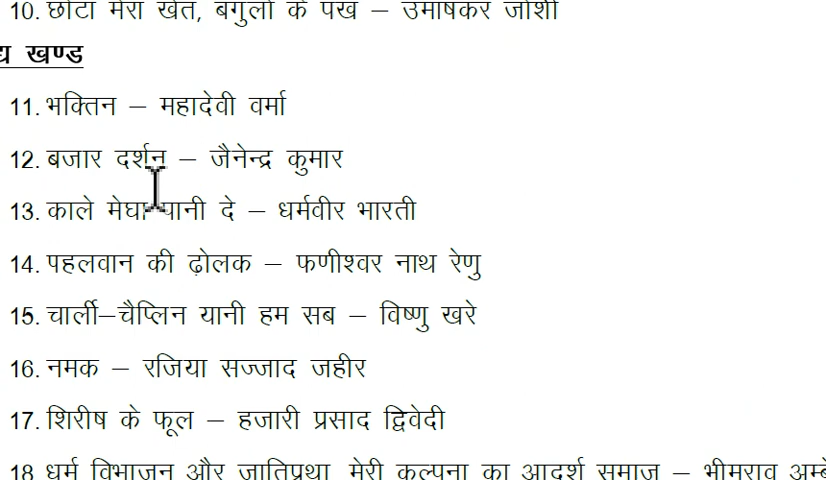 10. छोटा मेरा खेत, बगुलों के पंख – उमाषंकर जोशी
खण्ड
11. भक्तिन – महादेवी वर्मा
12. बजार दर्शन – जैनेन्द्र कुमार
13. काले मेघा पानी दे – धर्मवीर भारती
14. पहलवान की ढ़ोलक – फणीश्वर नाथ रेणु
15. चार्ली–चैप्लिन यानी हम सब – विष्णु खरे
16. नमक – रजिया सज्जाद जहीर
17. शिरीष के फूल – हजारी प्रसाद द्विवेदी
18 धर्म विभाजन और जातिप्रथा मेरी कल्पना का आदर्श समाज – भीमराव